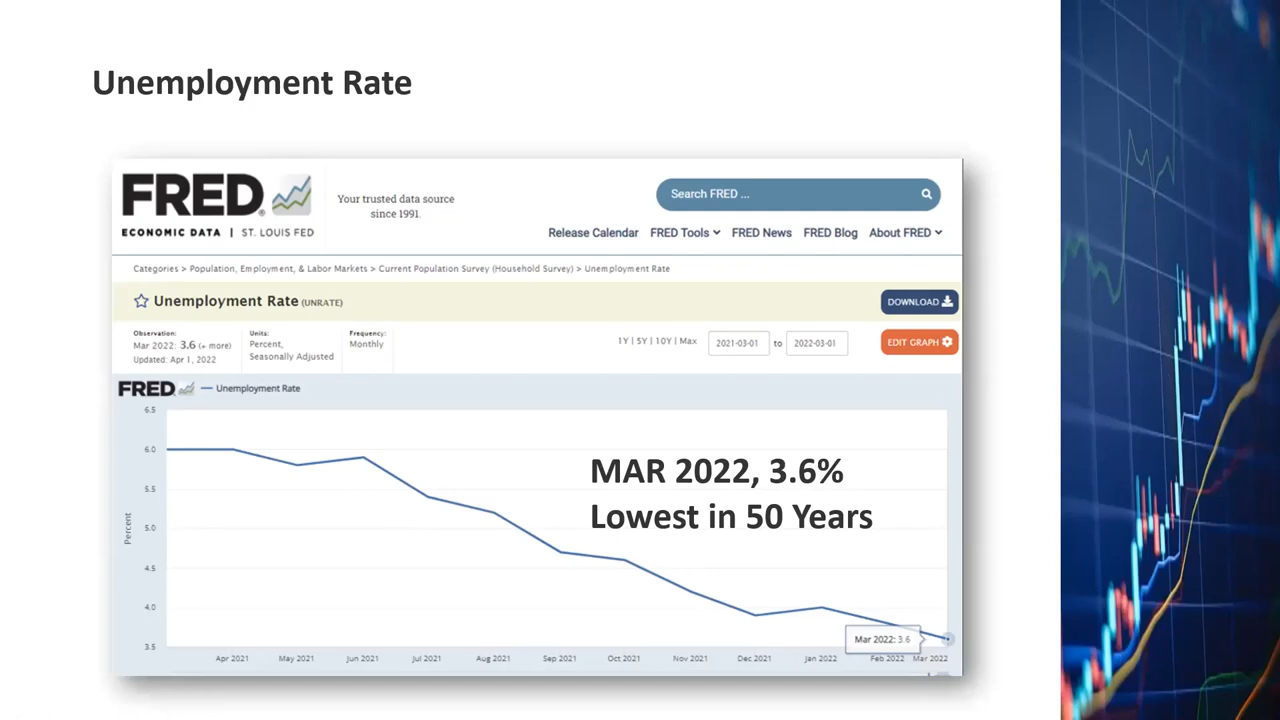 Unemployment Rate
FRED
ECONOMIC DATA | ST. LOUIS FED
Your trusted data source
since 1991.
Search FRED ...
Release Calendar FRED Tools FRED News FRED Blog About FRED
Categories > Population, Employment, & Labor Markets > Current Population Survey (Household Survey) > Unemployment Rate
Unemployment Rate (UNRATE)
DOWNLOAD
Observation:
Mar 2022: 3.6 (+ more)
Updated: Apr 1, 2022
Units:
Percent,
Seasonally Adjusted
Frequency:
Monthly
1Y | 5Y | 10Y | Max
2021-03-01 to 2022-03-01
EDIT GRAPH
FRED Unemployment Rate
6.5
6.0
5.5
5.0
4.5
4.0
3.5
Percent
MAR 2022, 3.6%
Lowest in 50 Years
Mar 2022: 3.6
Apr 2021 May 2021 Jun 2021 Jul 2021 Aug 2021 Sep 2021 Oct 2021 Nov 2021 Dec 2021 Jan 2022 Feb 2022 Mar 2022